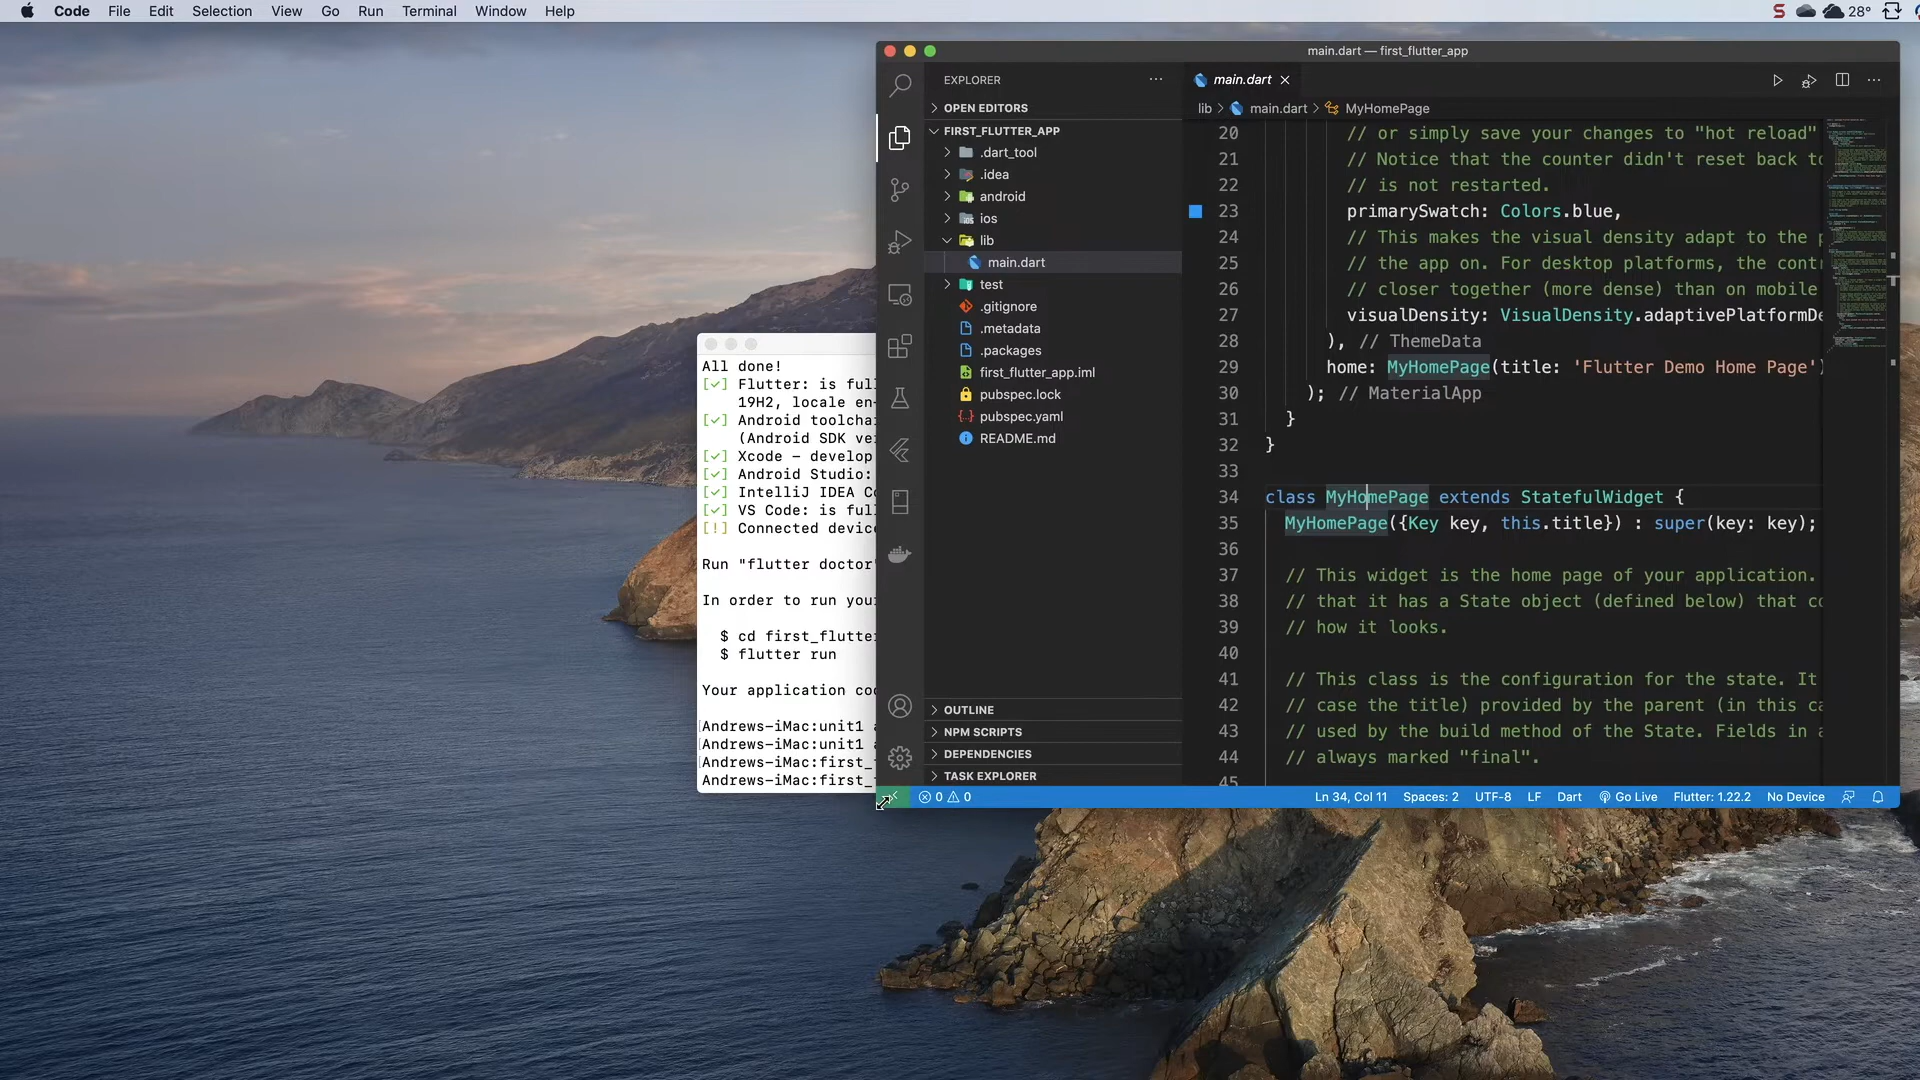 Code File Edit Selection View Go Run Terminal Window Help
28°
main.dart — first_flutter_app
EXPLORER
OPEN EDITORS
FIRST_FLUTTER_APP
.dart_tool
.idea
android
ios
lib
main.dart
test
.gitignore
.metadata
.packages
first_flutter_app.iml
pubspec.lock
pubspec.yaml
README.md
OUTLINE
NPM SCRIPTS
DEPENDENCIES
TASK EXPLORER
main.dart
lib > main.dart > MyHomePage
20 // or simply save your changes to "hot reload"
21 // Notice that the counter didn't reset back to
22 // is not restarted.
23 primarySwatch: Colors.blue,
24 // This makes the visual density adapt to the
25 // the app on. For desktop platforms, the
26 // closer together (more dense) than on mobile
27 visualDensity: VisualDensity.adaptivePlatformDe
28 ), // ThemeData
29 home: MyHomePage(title: 'Flutter Demo Home Page')
30 ); // MaterialApp
31 }
32 }
33
34 class MyHomePage extends StatefulWidget {
35 MyHomePage({Key key, this.title}) : super(key: key);
36
37 // This widget is the home page of your application.
38 // that it has a State object (defined below) that
39 // how it looks.
40
41 // This class is the configuration for the state. It
42 // case the title) provided by the parent (in this
43 // used by the build method of the State. Fields in
44 // always marked "final".
45
0 0
Ln 34, Col 11 Spaces: 2 UTF-8 LF Dart Go Live Flutter: 1.22.2 No Device
All done!
[✓] Flutter: is
19H2, locale en-
[✓] Android
(Android SDK
[✓] Xcode – develop
[✓] Android Studio:
[✓] IntelliJ IDEA
[✓] VS Code: is
[!] Connected
Run "flutter doctor"
In order to run
$ cd first_flutter
$ flutter run
Your application
Andrews-iMac:unit1
Andrews-iMac:unit1
Andrews-iMac:first_
Andrews-iMac:first_